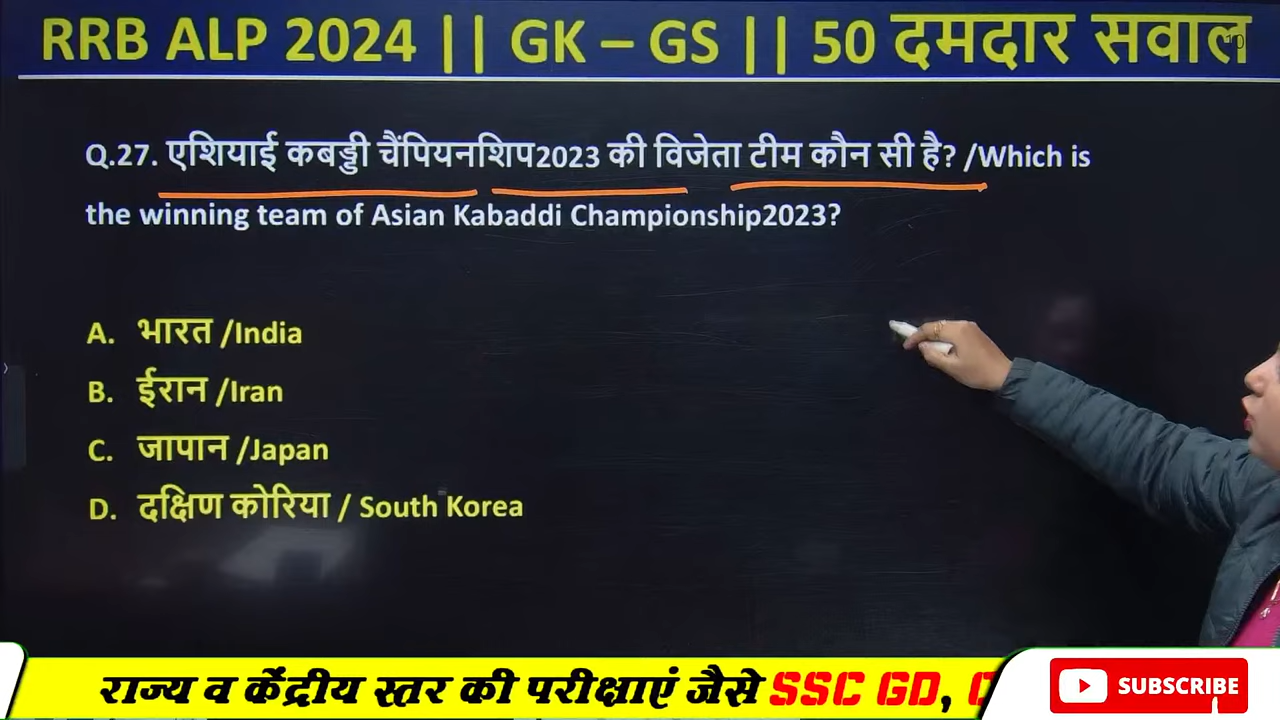 RRB ALP 2024 || GK – GS || 50 दमदार सवाल
Q.27. एशियाई कबड्डी चैंपियनशिप2023 की विजेता टीम कौन सी है? /Which is
the winning team of Asian Kabaddi Championship2023?
A. भारत /India
B. ईरान /Iran
C. जापान /Japan
D. दक्षिण कोरिया / South Korea
राज्य व केंद्रीय स्तर की परीक्षाएं जैसे SSC GD,
SUBSCRIBE